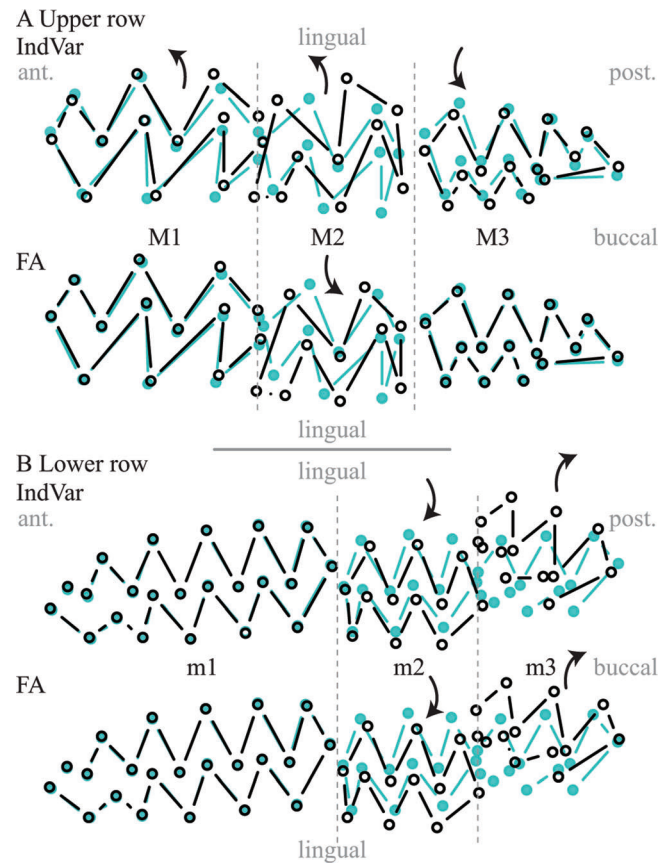 A Upper row
IndVar
lingual
ant.
post.
M1
M2
M3
buccal
FA
lingual
B Lower row
lingual
IndVar
ant.
post.
m1
m2
m3
buccal
FA
lingual